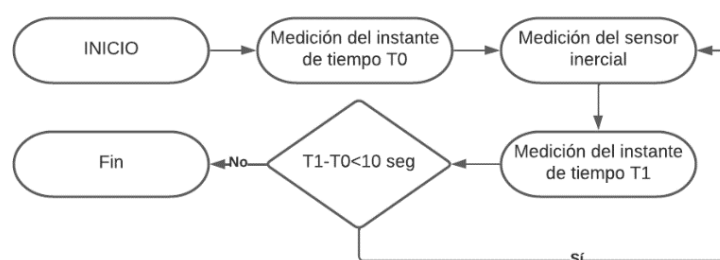 INICIO
Medición del instante
de tiempo T0
Medición del sensor
inercial
Medición del instante
de tiempo T1
T1-T0<10 seg
No
Fin
Sí